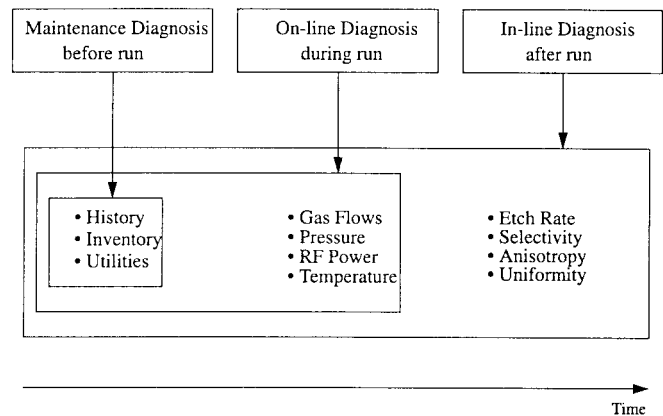 Maintenance Diagnosis
before run
On-line Diagnosis
during run
In-line Diagnosis
after run
• History
• Inventory
• Utilities
• Gas Flows
• Pressure
• RF Power
• Temperature
• Etch Rate
• Selectivity
• Anisotropy
• Uniformity
Time